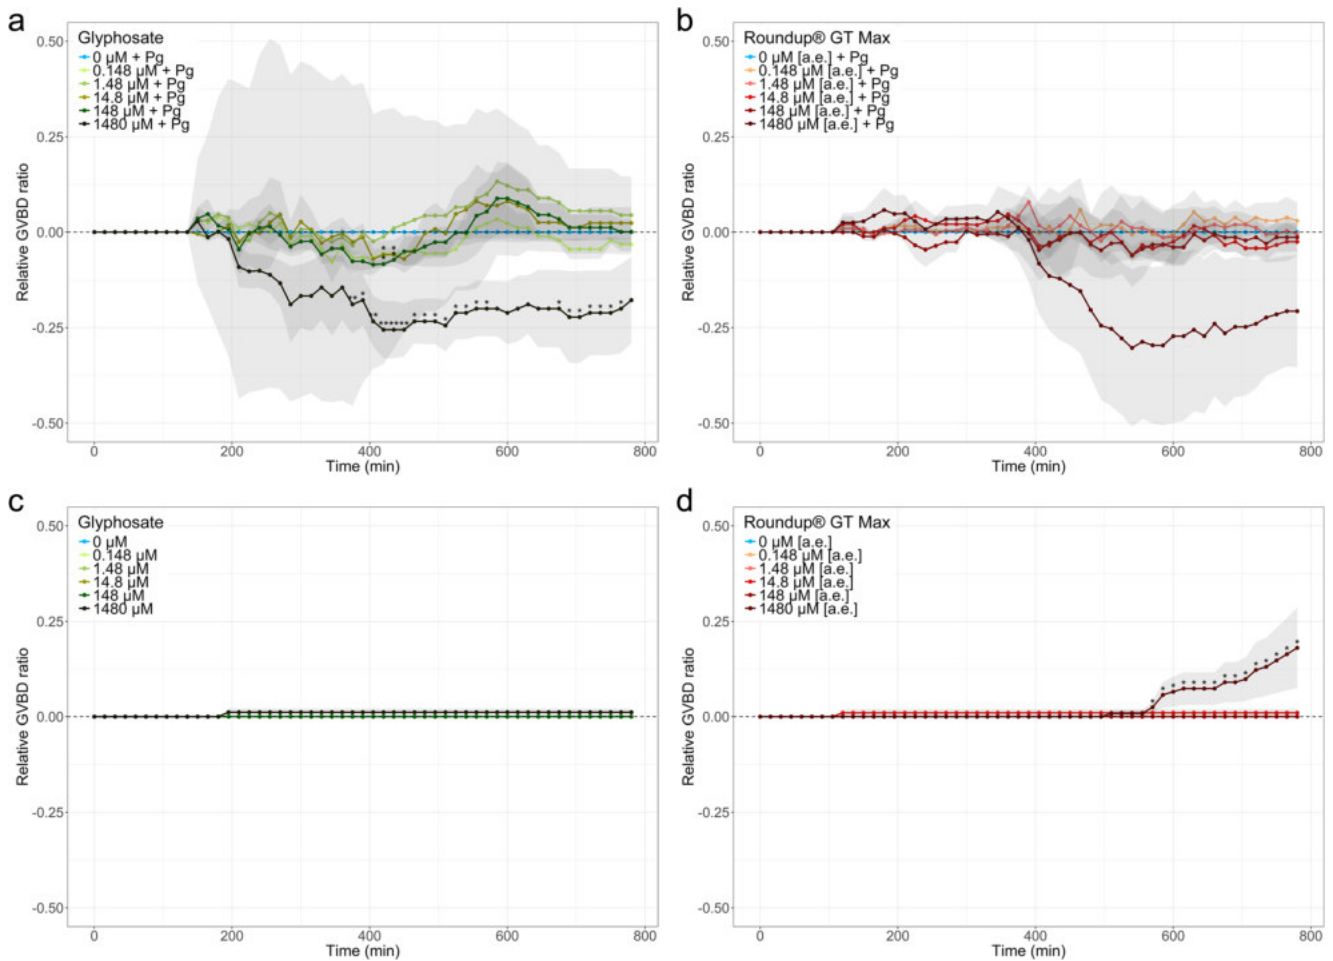 a
Glyphosate
0 µM + Pg
0.148 µM + Pg
1.48 µM + Pg
14.8 µM + Pg
148 µM + Pg
1480 µM + Pg
0.50
0.25
0.00
-0.25
-0.50
Relative GVBD ratio
0 200 400 600 800
Time (min)
b
Roundup® GT Max
0 µM [a.e.] + Pg
0.148 µM [a.e.] + Pg
1.48 µM [a.e.] + Pg
14.8 µM [a.e.] + Pg
148 µM [a.e.] + Pg
1480 µM [a.e.] + Pg
0.50
0.25
0.00
-0.25
-0.50
Relative GVBD ratio
0 200 400 600 800
Time (min)
c
Glyphosate
0 µM
0.148 µM
1.48 µM
14.8 µM
148 µM
1480 µM
0.50
0.25
0.00
-0.25
-0.50
Relative GVBD ratio
0 200 400 600 800
Time (min)
d
Roundup® GT Max
0 µM [a.e.]
0.148 µM [a.e.]
1.48 µM [a.e.]
14.8 µM [a.e.]
148 µM [a.e.]
1480 µM [a.e.]
0.50
0.25
0.00
-0.25
-0.50
Relative GVBD ratio
0 200 400 600 800
Time (min)